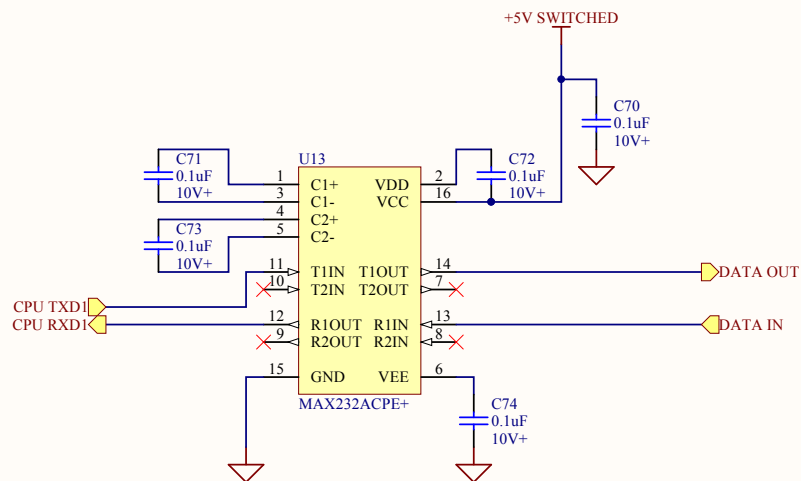 +5V SWITCHED
C70
0.1uF
10V+
C71
0.1uF
10V+
U13
C72
0.1uF
10V+
1 C1+ VDD 2
3 C1- VCC 16
4 C2+
5 C2-
C73
0.1uF
10V+
11 T1IN T1OUT 14
DATA OUT
10 T2IN T2OUT 7
CPU TXD1
CPU RXD1
12 R1OUT R1IN 13
DATA IN
9 R2OUT R2IN 8
15 GND VEE 6
MAX232ACPE+
C74
0.1uF
10V+